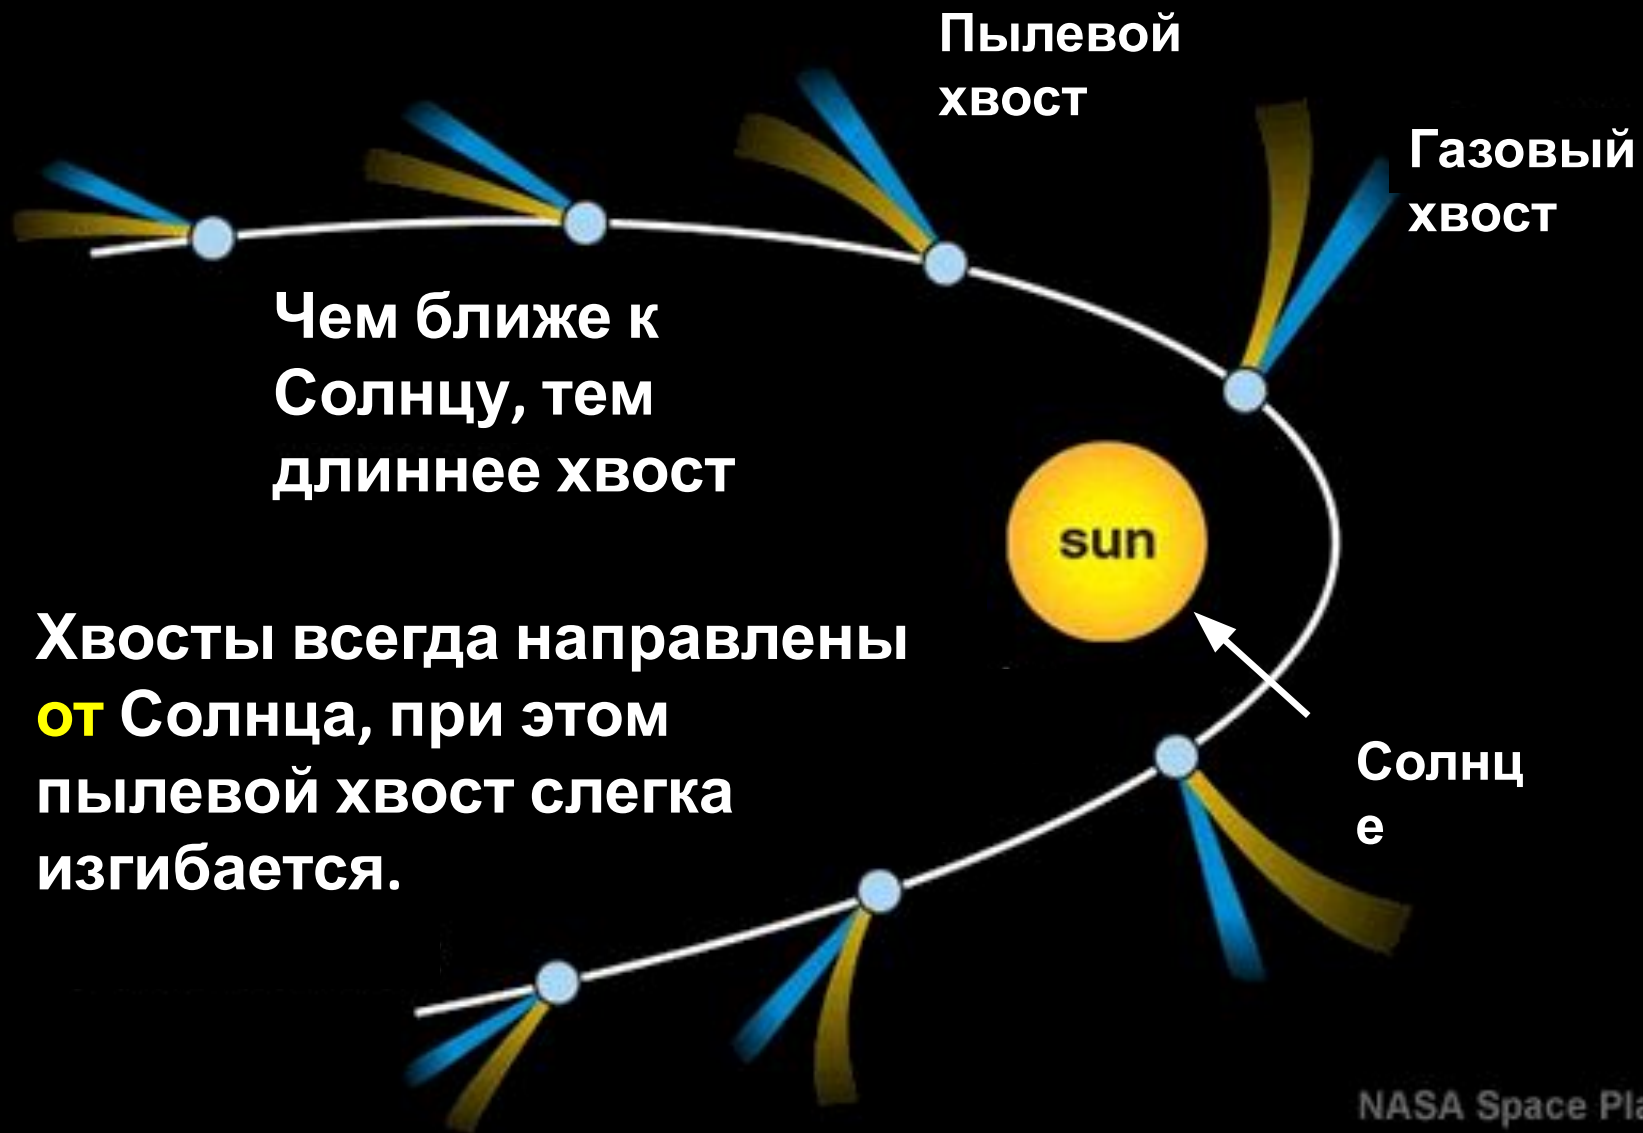 Пылевой
хвост
Газовый
хвост
Чем ближе к
Солнцу, тем
длиннее хвост
sun
Хвосты всегда направлены
от Солнца, при этом
пылевой хвост слегка
изгибается.
Солнц
е
NASA Space Pla